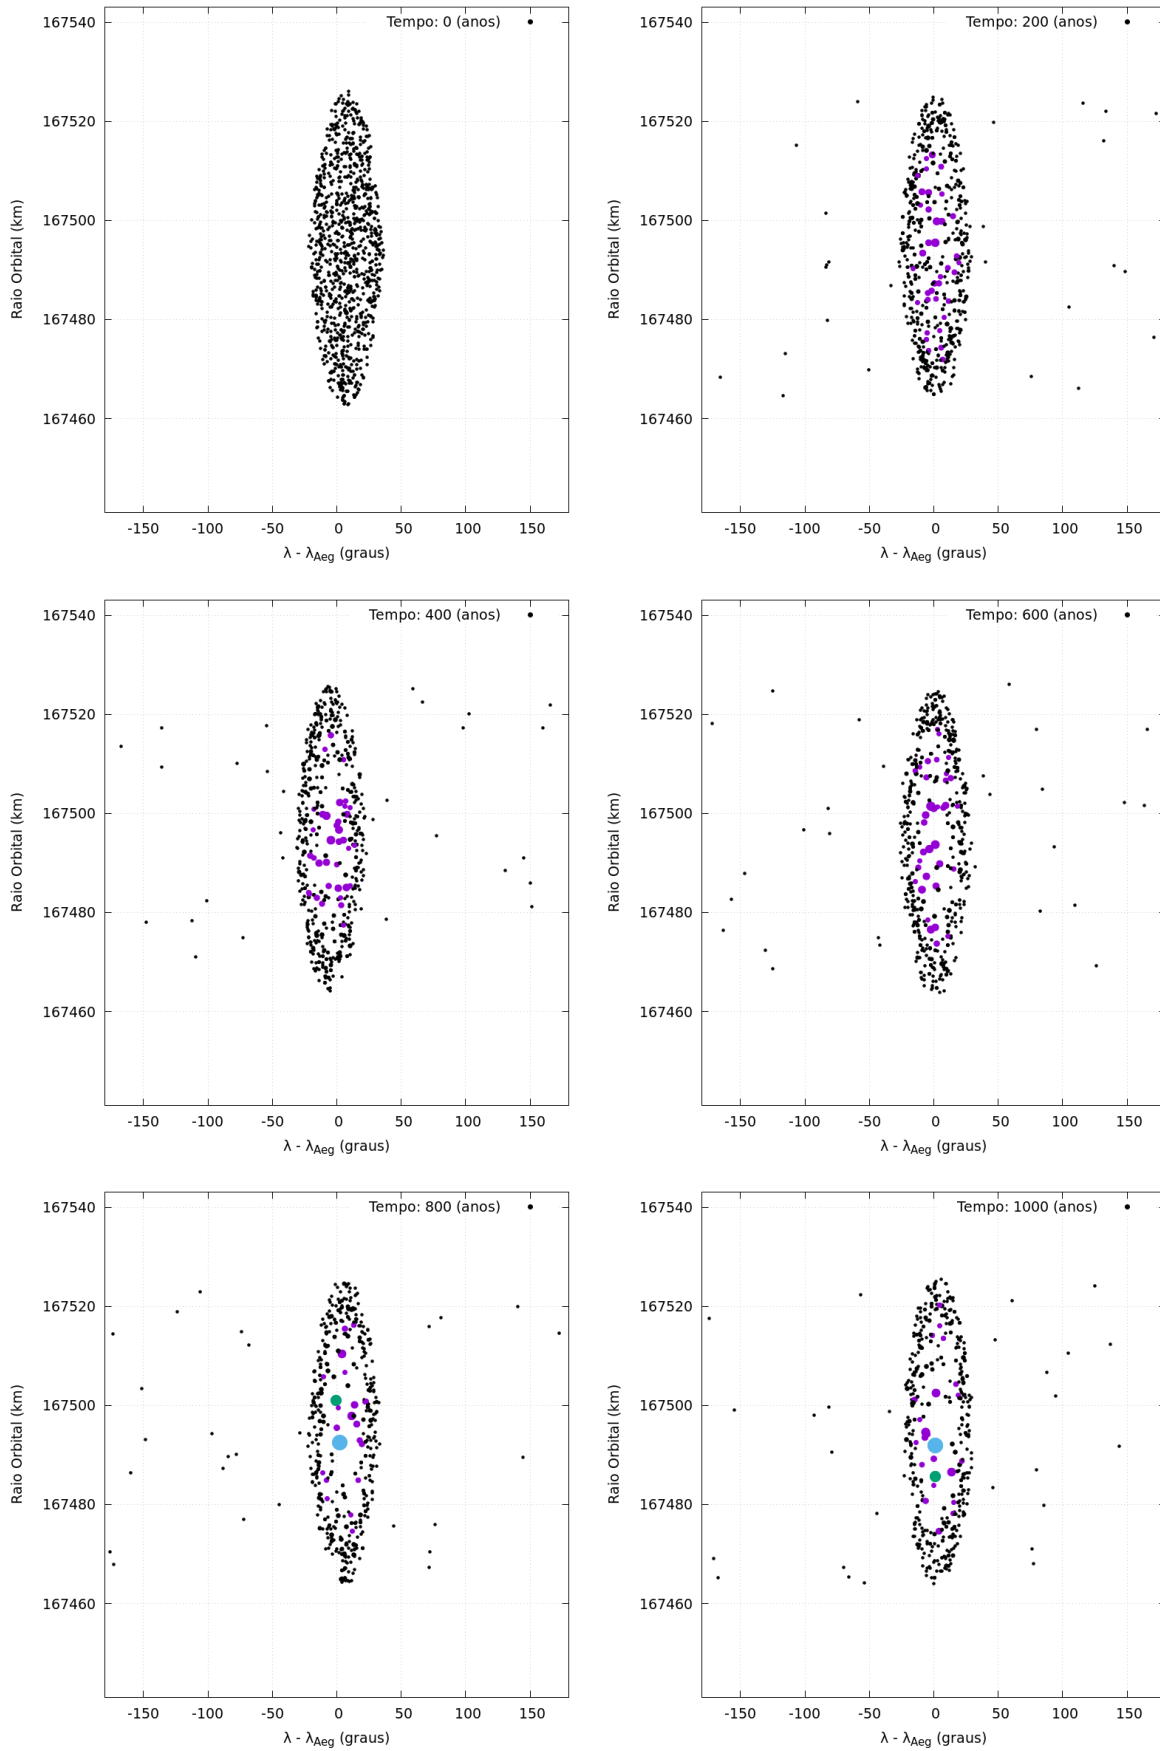 Tempo: 0 (anos)
167540
167520
167500
167480
167460
Raio Orbital (km)
-150 -100 -50 0 50 100 150
λ - λAeg (graus)
Tempo: 200 (anos)
167540
167520
167500
167480
167460
Raio Orbital (km)
-150 -100 -50 0 50 100 150
λ - λAeg (graus)
Tempo: 400 (anos)
167540
167520
167500
167480
167460
Raio Orbital (km)
-150 -100 -50 0 50 100 150
λ - λAeg (graus)
Tempo: 600 (anos)
167540
167520
167500
167480
167460
Raio Orbital (km)
-150 -100 -50 0 50 100 150
λ - λAeg (graus)
Tempo: 800 (anos)
167540
167520
167500
167480
167460
Raio Orbital (km)
-150 -100 -50 0 50 100 150
λ - λAeg (graus)
Tempo: 1000 (anos)
167540
167520
167500
167480
167460
Raio Orbital (km)
-150 -100 -50 0 50 100 150
λ - λAeg (graus)